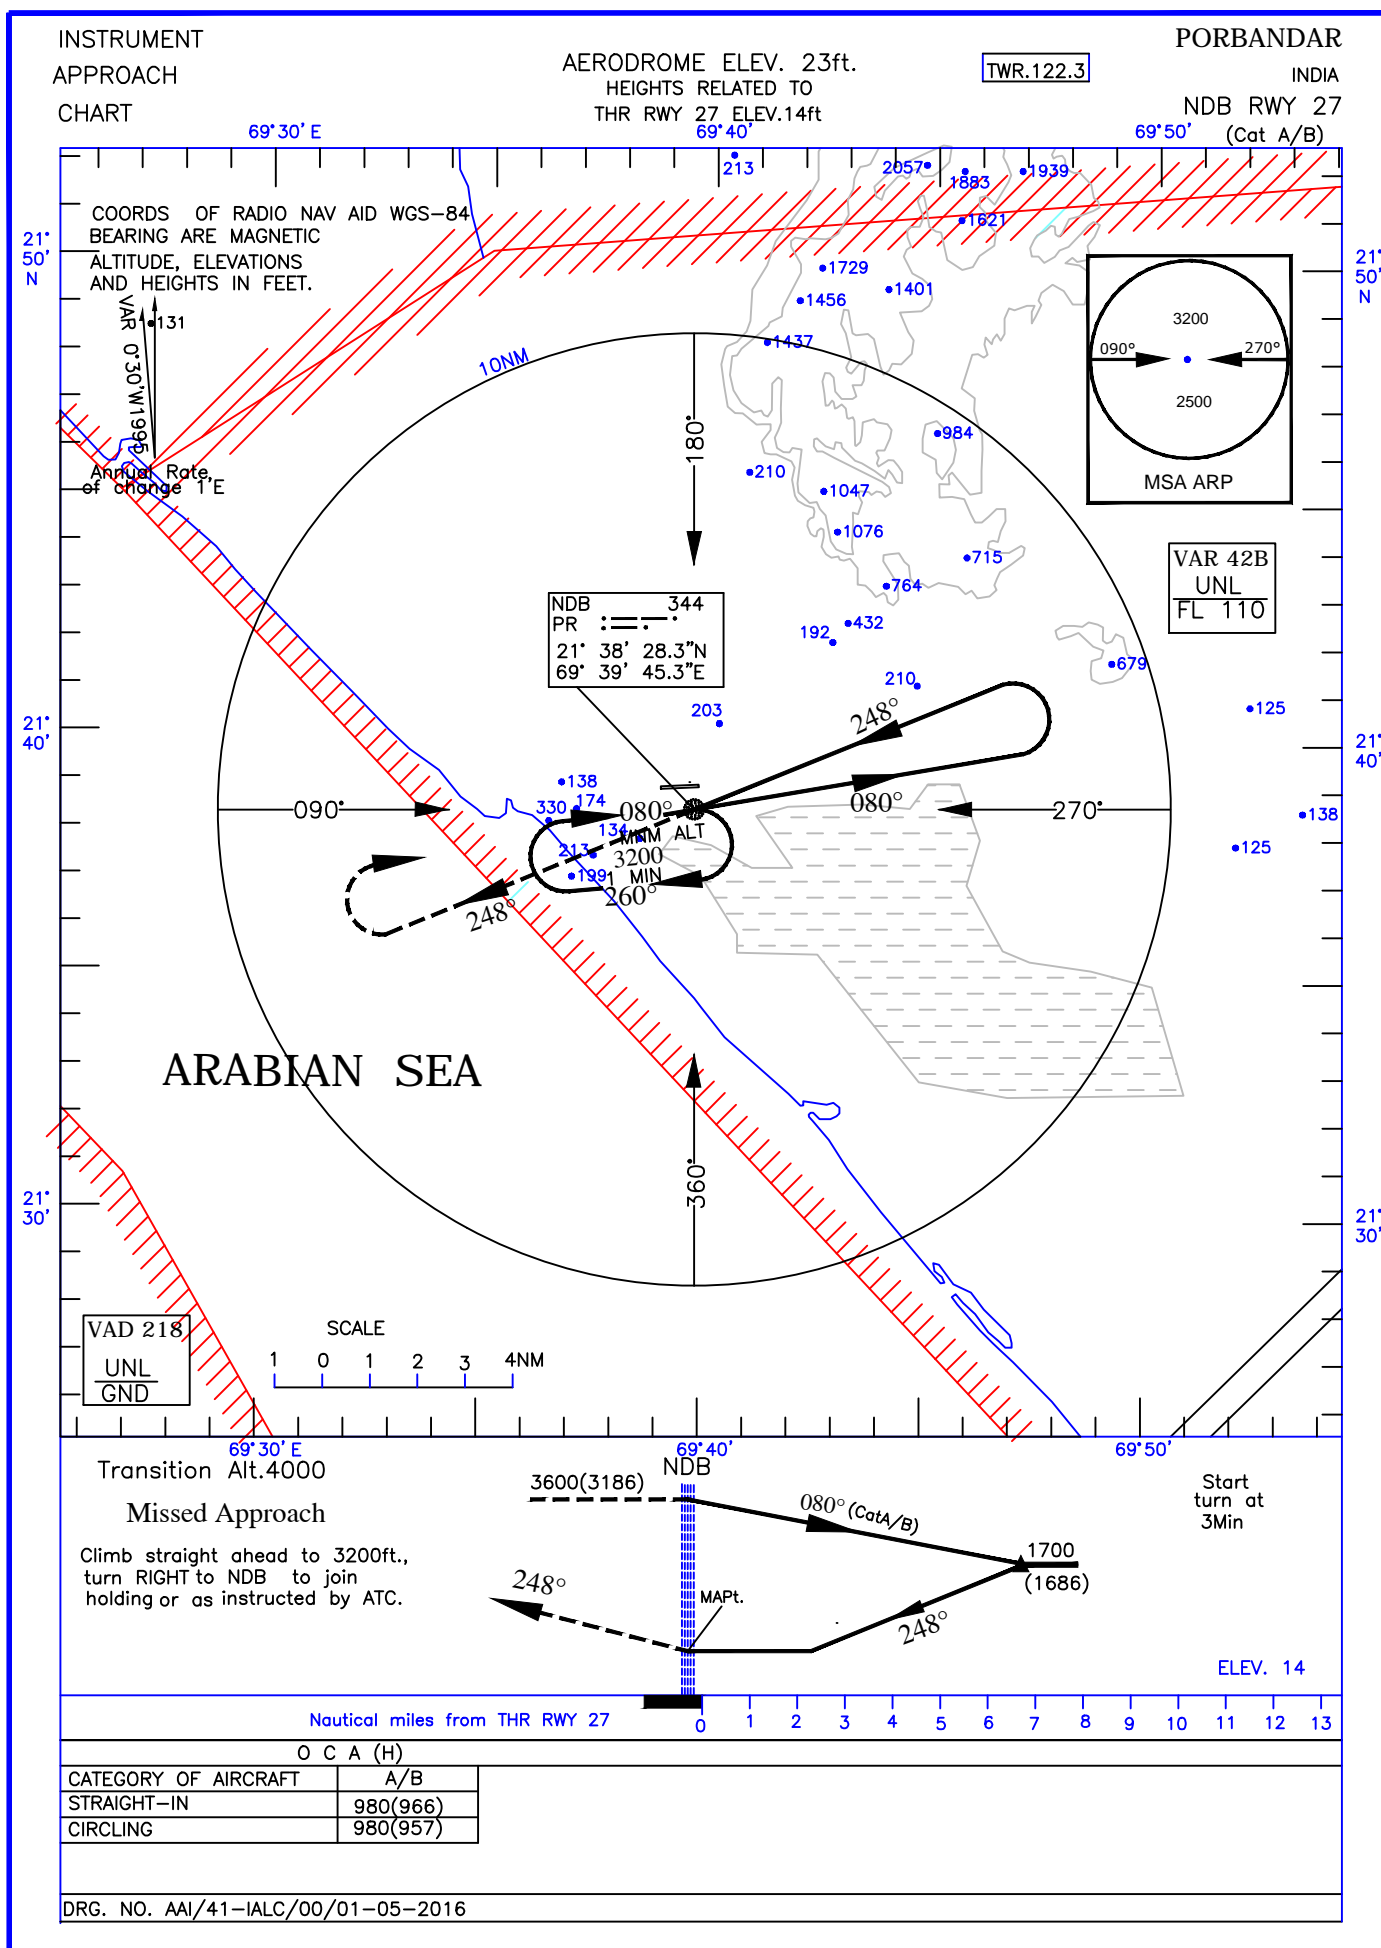 INSTRUMENT
APPROACH
CHART
AERODROME ELEV. 23ft.
HEIGHTS RELATED TO
THR RWY 27 ELEV.14ft
TWR.122.3
PORBANDAR
INDIA
NDB RWY 27
(Cat A/B)
69°30' E
69°40'
69°50'
213
2057
1883
1939
COORDS OF RADIO NAV AID WGS-84
BEARING ARE MAGNETIC
ALTITUDE, ELEVATIONS
AND HEIGHTS IN FEET.
1621
21°
50'
N
21°
50'
N
1729
1401
1456
1437
VAR 0°30'W1995
131
Annual Rate
of change 1'E
10NM
3200
090°
270°
2500
MSA ARP
180°
984
210
1047
1076
715
764
VAR 42B
UNL
FL 110
NDB 344
PR
21° 38' 28.3"N
69° 39' 45.3"E
432
192
679
210
203
125
248°
21°
40'
21°
40'
138
174
330
080°
080°
090°
270°
138
134
MNM ALT
3200
1 MIN
260°
213
199
125
248°
ARABIAN SEA
360°
21°
30'
21°
30'
VAD 218
UNL
GND
SCALE
1 0 1 2 3 4NM
69°30' E
69°40'
69°50'
Transition Alt.4000
Missed Approach
Climb straight ahead to 3200ft.,
turn RIGHT to NDB to join
holding or as instructed by ATC.
NDB
3600(3186)
080° (CatA/B)
Start
turn at
3Min
1700
(1686)
248°
MAPt.
248°
ELEV. 14
Nautical miles from THR RWY 27
0 1 2 3 4 5 6 7 8 9 10 11 12 13
O C A (H)
CATEGORY OF AIRCRAFT A/B
STRAIGHT-IN 980(966)
CIRCLING 980(957)
DRG. NO. AAI/41-IALC/00/01-05-2016